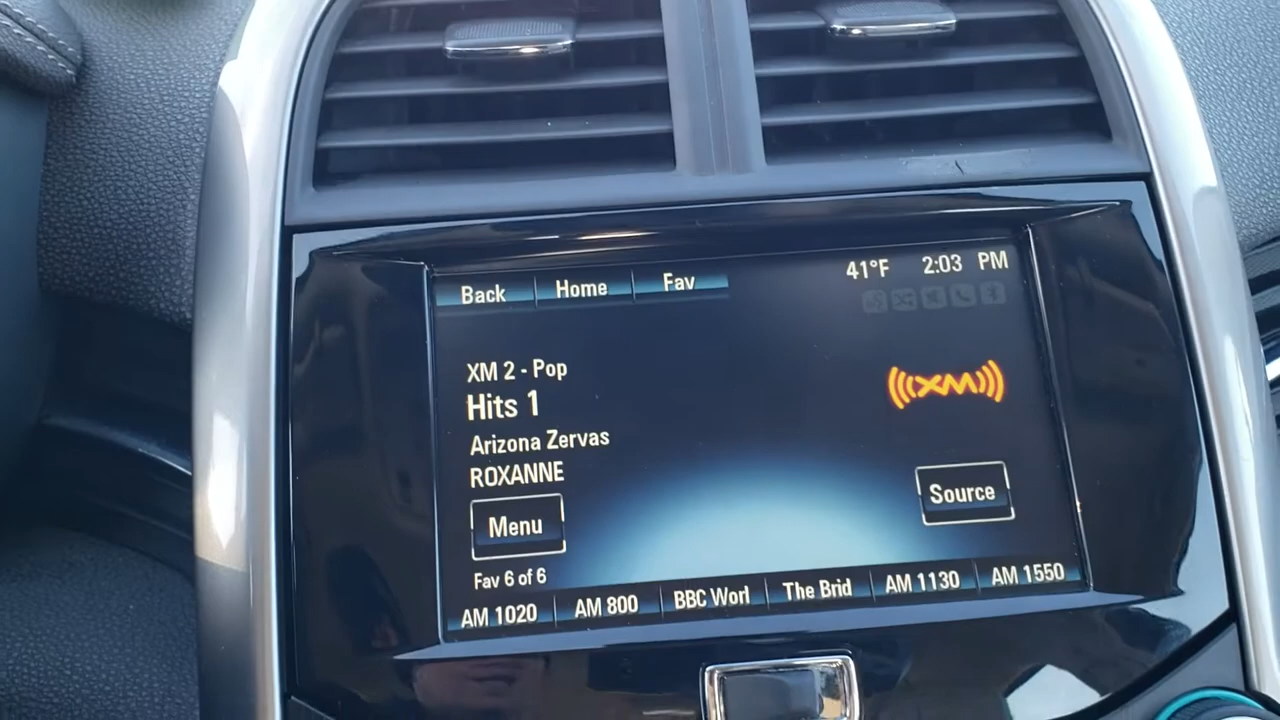 Back Home Fav 41°F 2:03 PM
XM 2 - Pop
Hits 1
XM
Arizona Zervas
ROXANNE
Menu Source
Fav 6 of 6
AM 1020 AM 800 BBC Worl The Brid AM 1130 AM 1550